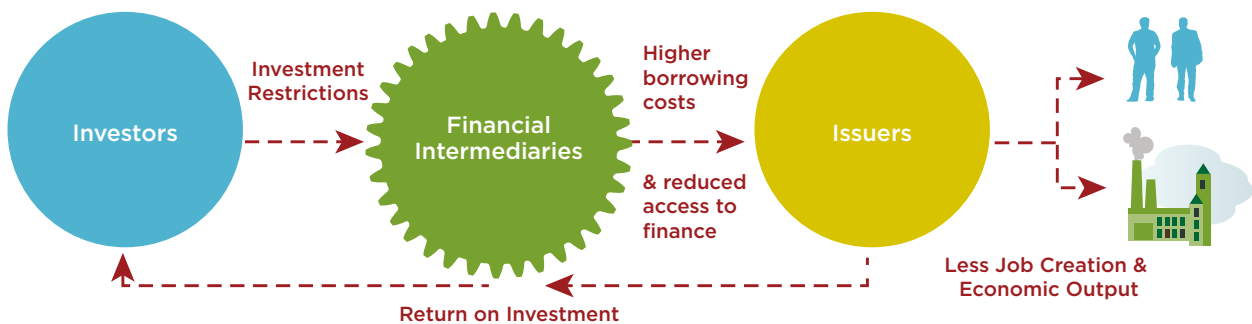 Investors
Investment
Restrictions
Financial
Intermediaries
Higher
borrowing
costs
& reduced
access to
finance
Issuers
Less Job Creation &
Economic Output
Return on Investment